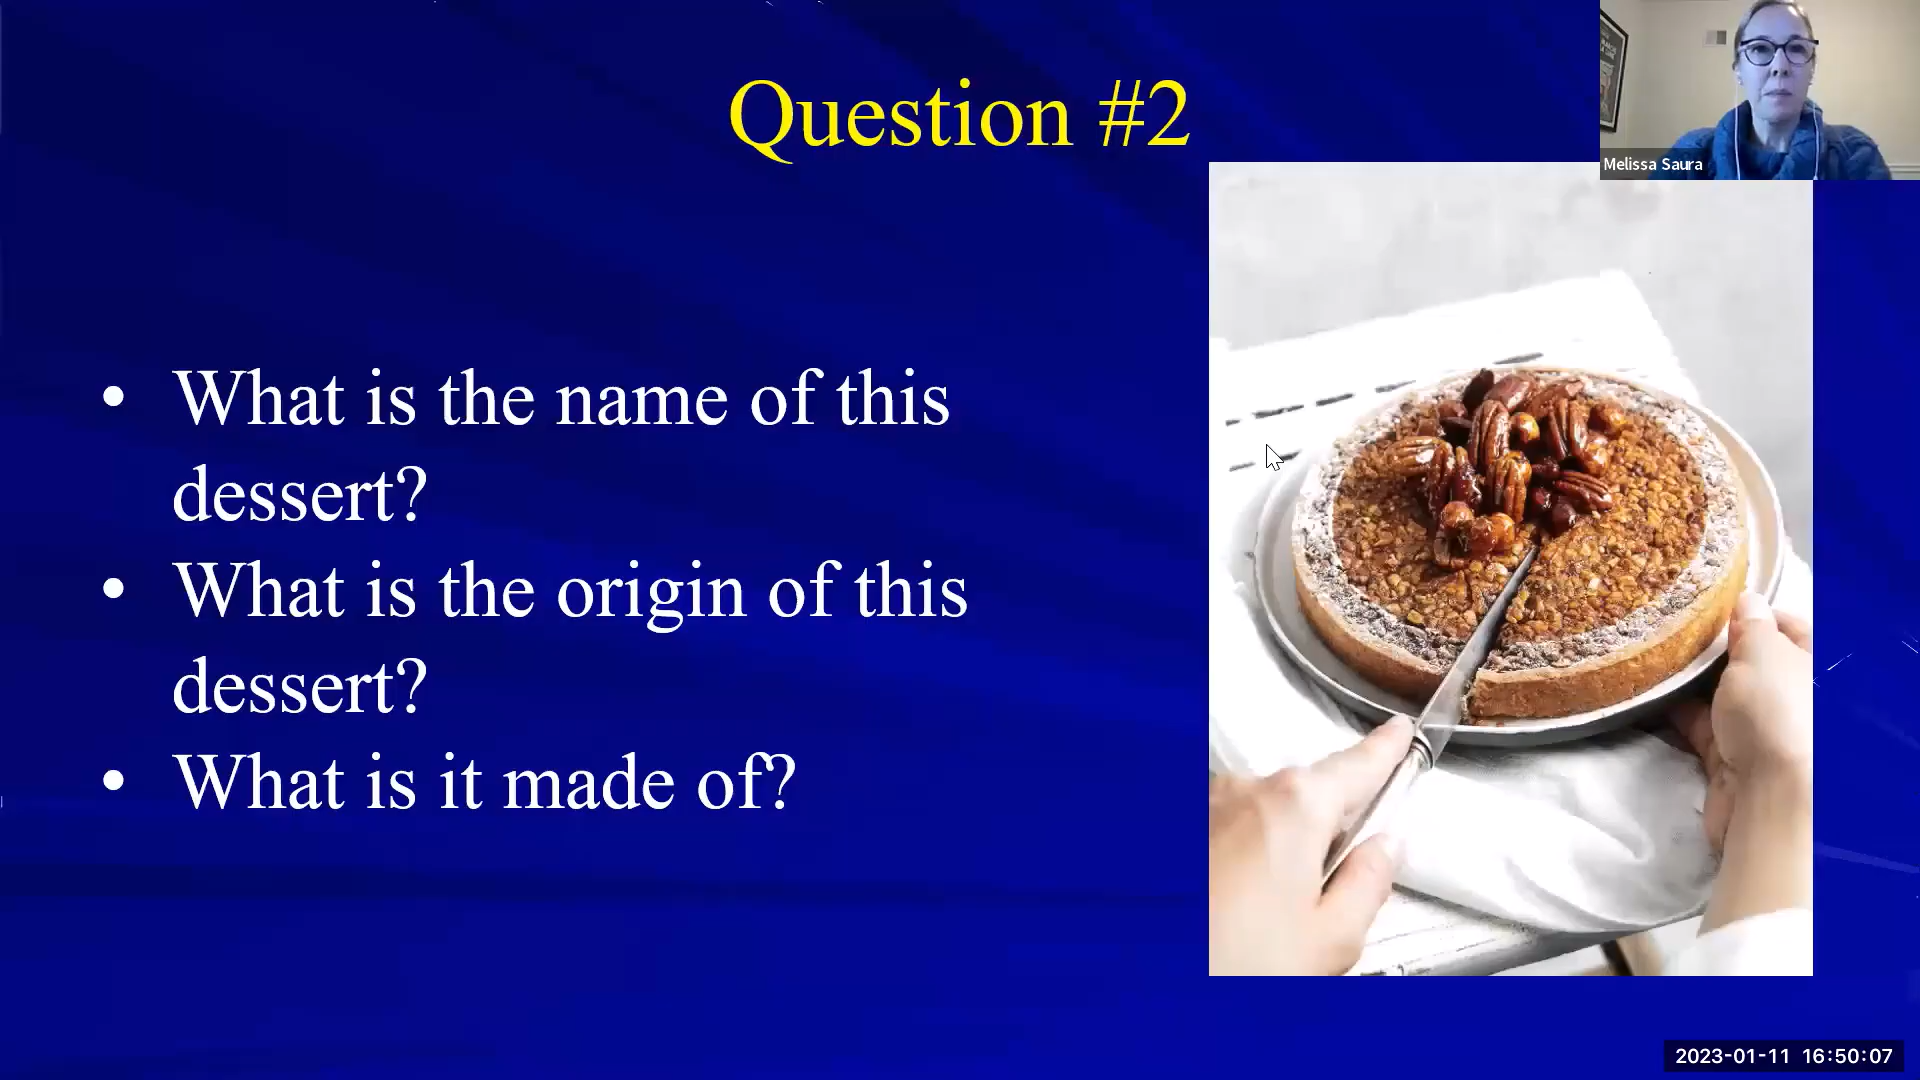 Question #2
Melissa Saura
• What is the name of this
dessert?
• What is the origin of this
dessert?
• What is it made of?
2023-01-11 16:50:07